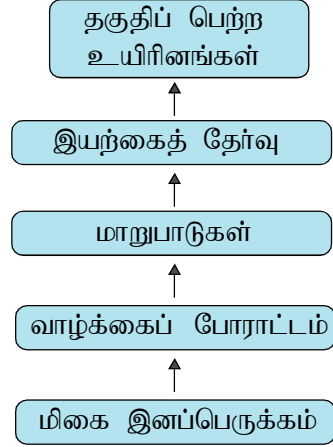 தகுதிப் பெற்ற
உயிரினங்கள்
இயற்கைத் தேர்வு
மாறுபாடுகள்
வாழ்க்கைப் போராட்டம்
மிகை இனப்பெருக்கம்